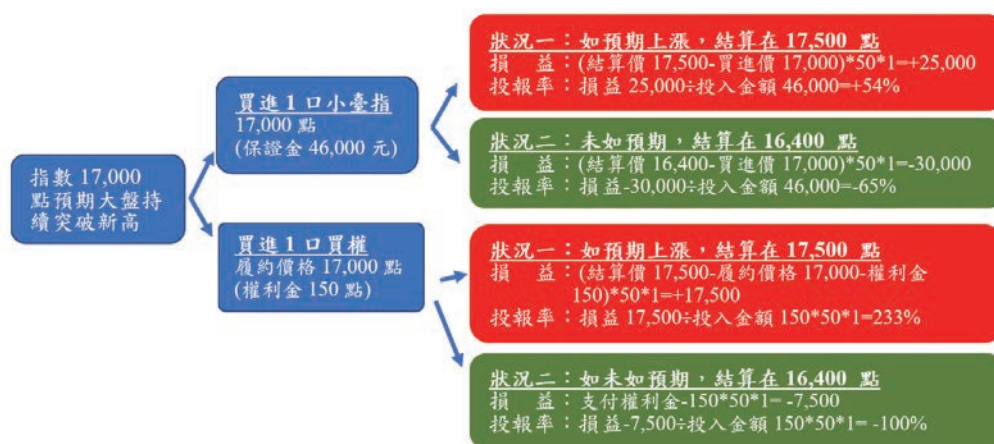 指數 17,000
點預期大盤持
續突破新高
買進 1 口小臺指
17,000 點
(保證金 46,000 元)
狀況一：如預期上漲，結算在 17,500 點
損　益：(結算價 17,500-買進價 17,000)*50*1=+25,000
投報率：損益 25,000÷投入金額 46,000=+54%
狀況二：未如預期，結算在 16,400 點
損　益：(結算價 16,400-買進價 17,000)*50*1=-30,000
投報率：損益-30,000÷投入金額 46,000=-65%
買進 1 口買權
履約價格 17,000 點
(權利金 150 點)
狀況一：如預期上漲，結算在 17,500 點
損　益：(結算價 17,500-履約價格 17,000-權利金
150)*50*1=+17,500
投報率：損益 17,500÷投入金額 150*50*1=233%
狀況二：如未如預期，結算在 16,400 點
損　益：支付權利金-150*50*1= -7,500
投報率：損益-7,500÷投入金額 150*50*1= -100%